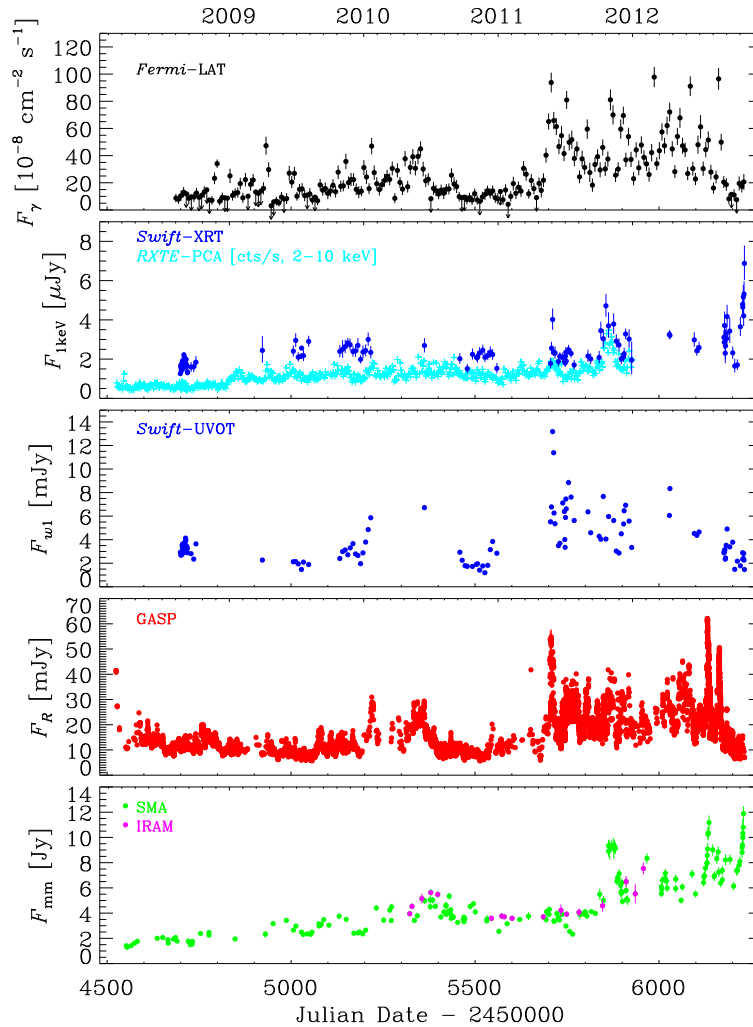 2009 2010 2011 2012
F_γ [10⁻⁸ cm⁻² s⁻¹]
120
100
80
60
40
20
0
Fermi-LAT
F_1keV [μJy]
8
6
4
2
0
Swift-XRT
RXTE-PCA [cts/s, 2-10 keV]
F_w1 [mJy]
14
12
10
8
6
4
2
0
Swift-UVOT
F_R [mJy]
70
60
50
40
30
20
10
0
GASP
F_mm [Jy]
14
12
10
8
6
4
2
0
SMA
IRAM
4500 5000 5500 6000
Julian Date - 2450000